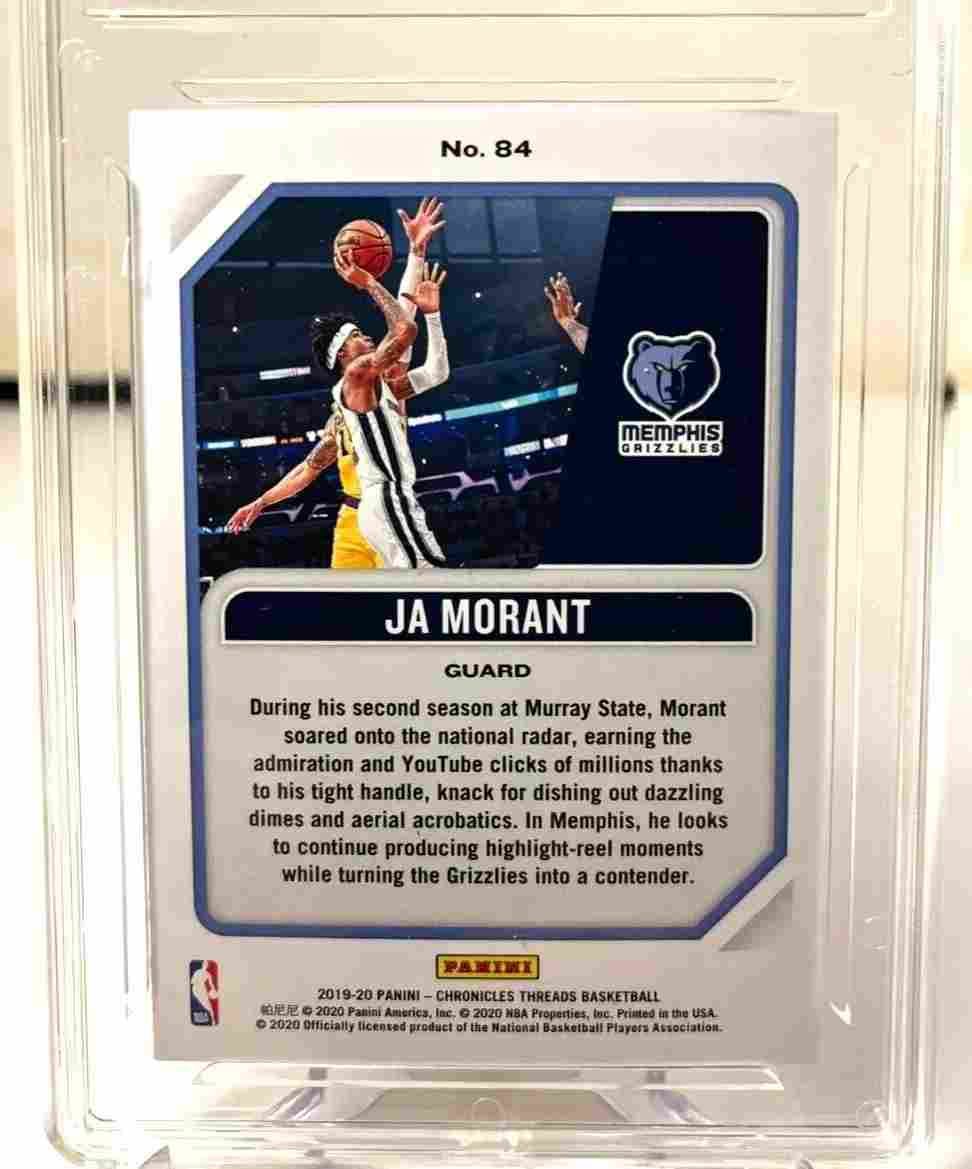 No. 84
MEMPHIS
GRIZZLIES
JA MORANT
GUARD
During his second season at Murray State, Morant
soared onto the national radar, earning the
admiration and YouTube clicks of millions thanks
to his tight handle, knack for dishing out dazzling
dimes and aerial acrobatics. In Memphis, he looks
to continue producing highlight-reel moments
while turning the Grizzlies into a contender.
PANINI
2019-20 PANINI – CHRONICLES THREADS BASKETBALL
帕尼尼 © 2020 Panini America, Inc. © 2020 NBA Properties, Inc. Printed in the USA.
© 2020 Officially licensed product of the National Basketball Players Association.
NBA